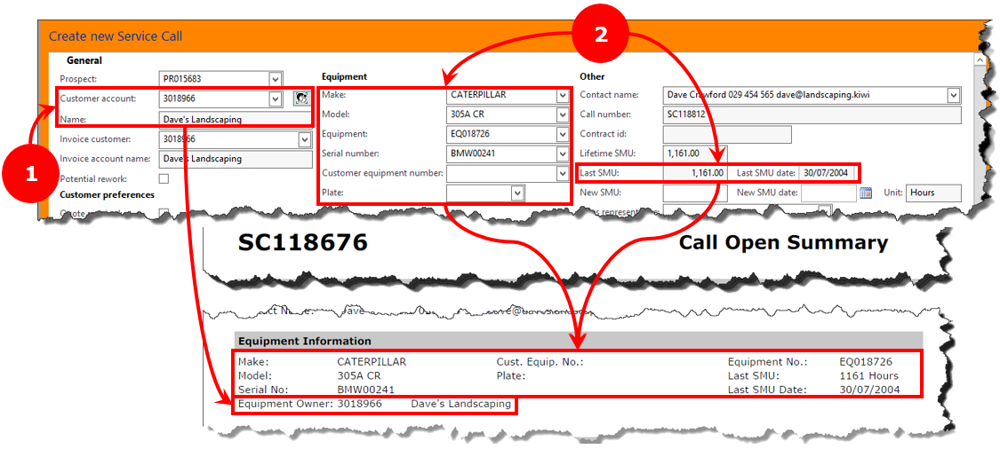 2
Create new Service Call
General
Prospect: PR015683
Customer account: 3018966
Name: Dave's Landscaping
Invoice customer: 3018966
Invoice account name: Dave's Landscaping
Potential rework:
Customer preferences
1
Equipment
Make: CATERPILLAR
Model: 305A CR
Equipment: EQ018726
Serial number: BMW00241
Customer equipment number:
Plate:
Other
Contact name: Dave Crawford 029 454 565 dave@landscaping.kiwi
Call number: SC118812
Contract id:
Lifetime SMU: 1,161.00
Last SMU: 1,161.00 Last SMU date: 30/07/2004
New SMU: New SMU date: Unit: Hours
SC118676 Call Open Summary
Equipment Information
Make: CATERPILLAR Cust. Equip. No.: Equipment No.: EQ018726
Model: 305A CR Plate: Last SMU: 1161 Hours
Serial No: BMW00241 Last SMU Date: 30/07/2004
Equipment Owner: 3018966 Dave's Landscaping